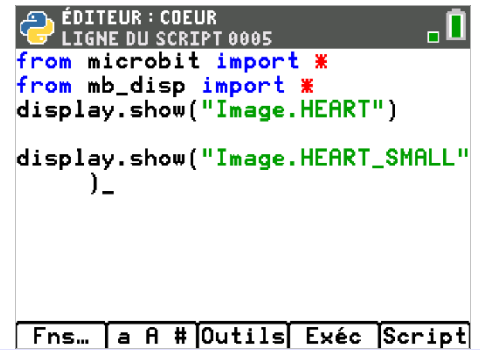 ÉDITEUR : COEUR
LIGNE DU SCRIPT 0005
from microbit import *
from mb_disp import *
display.show("Image.HEART")
display.show("Image.HEART_SMALL"
)_
Fns… a A # Outils Exéc Script